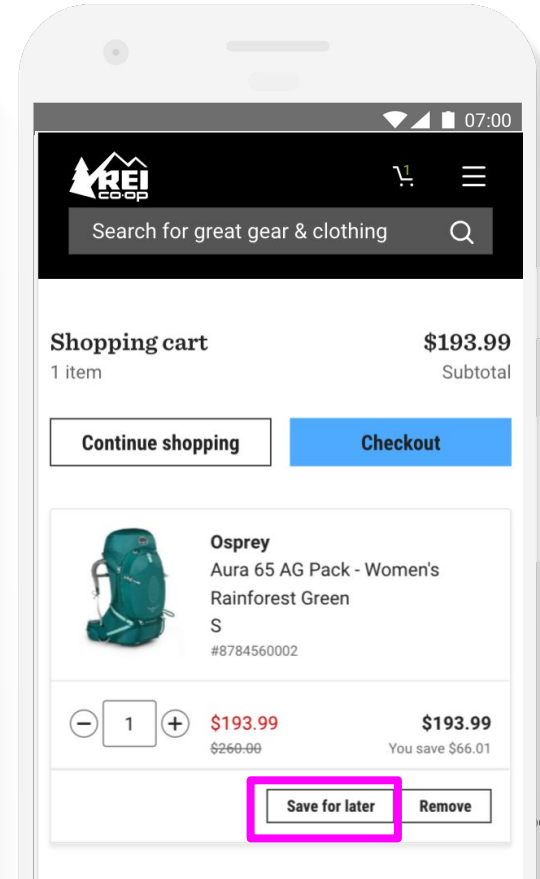 07:00
REI
CO·OP
1
Search for great gear & clothing
Shopping cart
$193.99
1 item
Subtotal
Continue shopping
Checkout
Osprey
Aura 65 AG Pack - Women's
Rainforest Green
S
#8784560002
1
$193.99
$193.99
$260.00
You save $66.01
Save for later
Remove